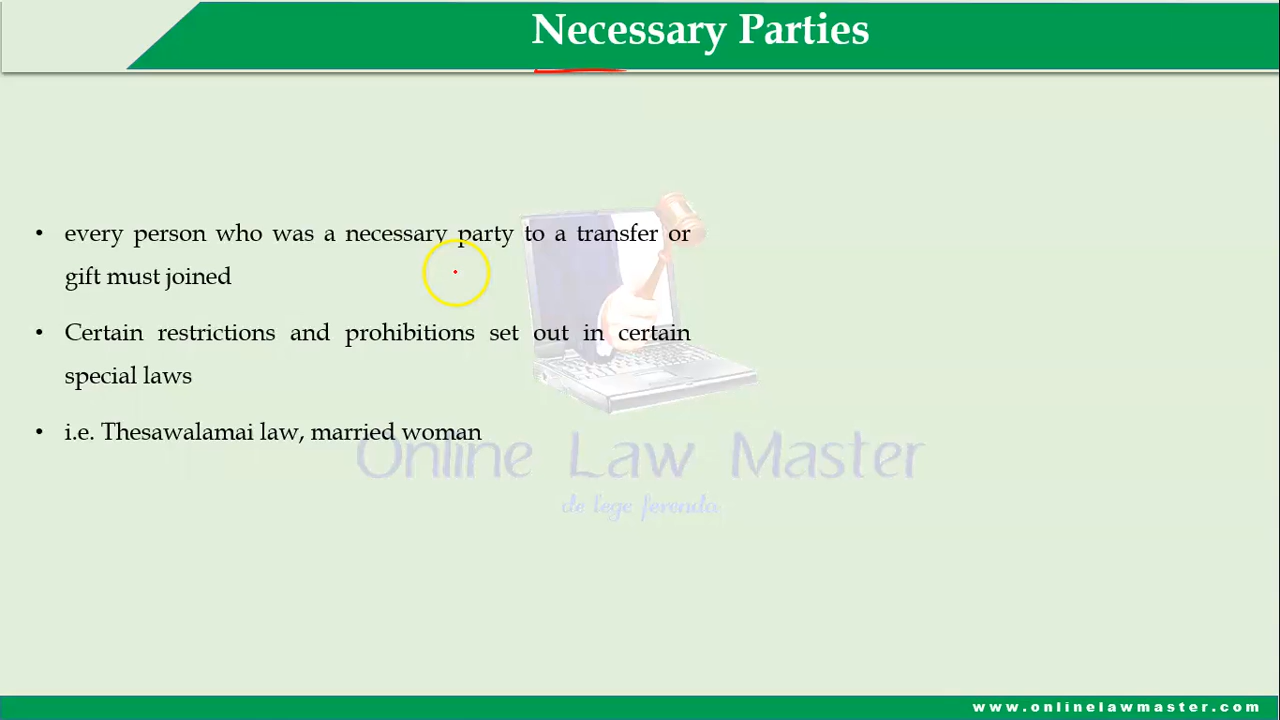 Necessary Parties
• every person who was a necessary party to a transfer or
gift must joined
• Certain restrictions and prohibitions set out in certain
special laws
• i.e. Thesawalamai law, married woman
Online Law Master
de lege ferenda
www.onlinelawmaster.com